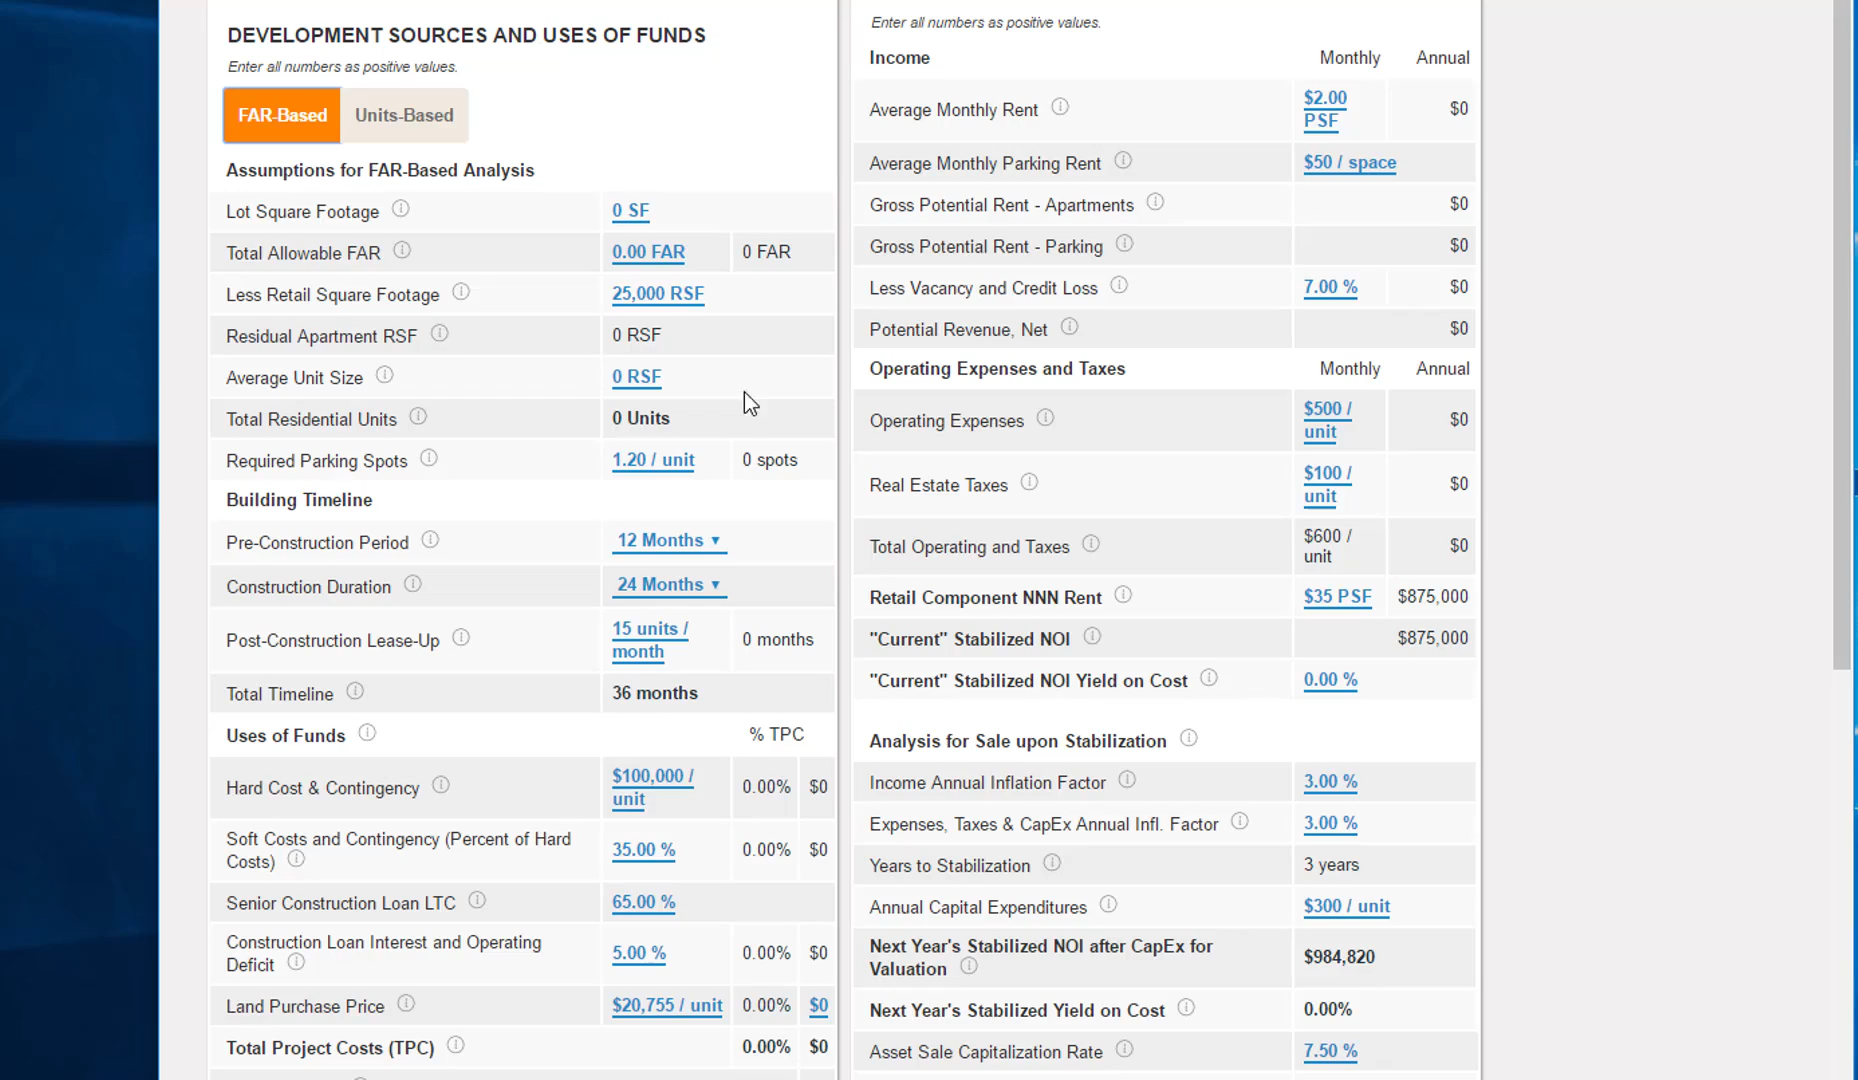 DEVELOPMENT SOURCES AND USES OF FUNDS
Enter all numbers as positive values.
FAR-Based Units-Based
Assumptions for FAR-Based Analysis
Lot Square Footage 0 SF
Total Allowable FAR 0.00 FAR 0 FAR
Less Retail Square Footage 25,000 RSF
Residual Apartment RSF 0 RSF
Average Unit Size 0 RSF
Total Residential Units 0 Units
Required Parking Spots 1.20 / unit 0 spots
Building Timeline
Pre-Construction Period 12 Months
Construction Duration 24 Months
Post-Construction Lease-Up 15 units /
month 0 months
Total Timeline 36 months
Uses of Funds % TPC
Hard Cost & Contingency $100,000 /
unit 0.00% $0
Soft Costs and Contingency (Percent of Hard
Costs) 35.00 % 0.00% $0
Senior Construction Loan LTC 65.00 %
Construction Loan Interest and Operating
Deficit 5.00 % 0.00% $0
Land Purchase Price $20,755 / unit 0.00% $0
Total Project Costs (TPC) 0.00% $0
Enter all numbers as positive values.
Income Monthly Annual
Average Monthly Rent $2.00
PSF $0
Average Monthly Parking Rent $50 / space
Gross Potential Rent - Apartments $0
Gross Potential Rent - Parking $0
Less Vacancy and Credit Loss 7.00 % $0
Potential Revenue, Net $0
Operating Expenses and Taxes Monthly Annual
Operating Expenses $500 /
unit $0
Real Estate Taxes $100 /
unit $0
Total Operating and Taxes $600 /
unit $0
Retail Component NNN Rent $35 PSF $875,000
"Current" Stabilized NOI $875,000
"Current" Stabilized NOI Yield on Cost 0.00 %
Analysis for Sale upon Stabilization
Income Annual Inflation Factor 3.00 %
Expenses, Taxes & CapEx Annual Infl. Factor 3.00 %
Years to Stabilization 3 years
Annual Capital Expenditures $300 / unit
Next Year's Stabilized NOI after CapEx for
Valuation $984,820
Next Year's Stabilized Yield on Cost 0.00%
Asset Sale Capitalization Rate 7.50 %